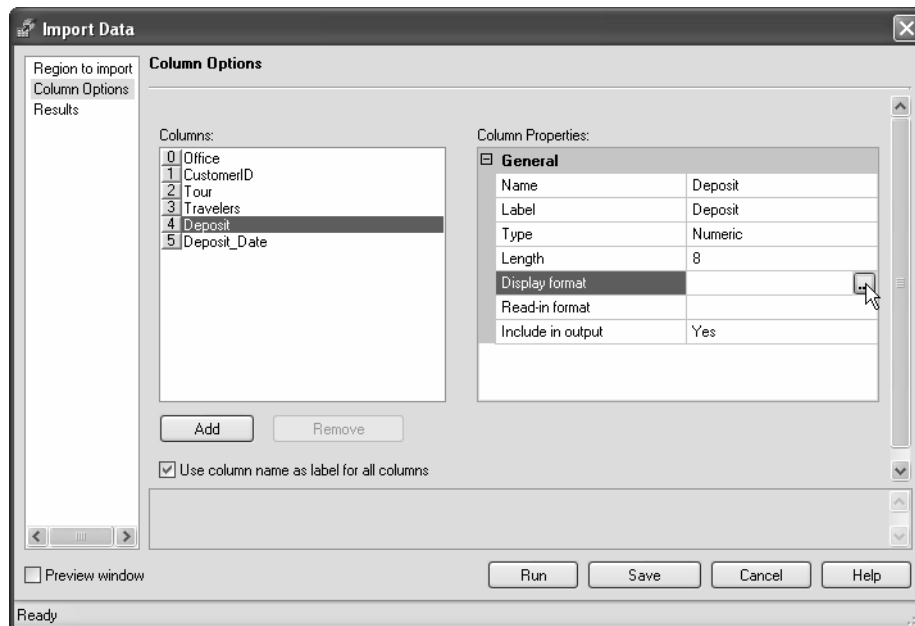 Import Data
Region to import
Column Options
Results
Column Options
Columns:
0 Office
1 CustomerID
2 Tour
3 Travelers
4 Deposit
5 Deposit_Date
Add
Remove
Use column name as label for all columns
Column Properties:
General
Name Deposit
Label Deposit
Type Numeric
Length 8
Display format ...
Read-in format
Include in output Yes
Preview window
Run
Save
Cancel
Help
Ready